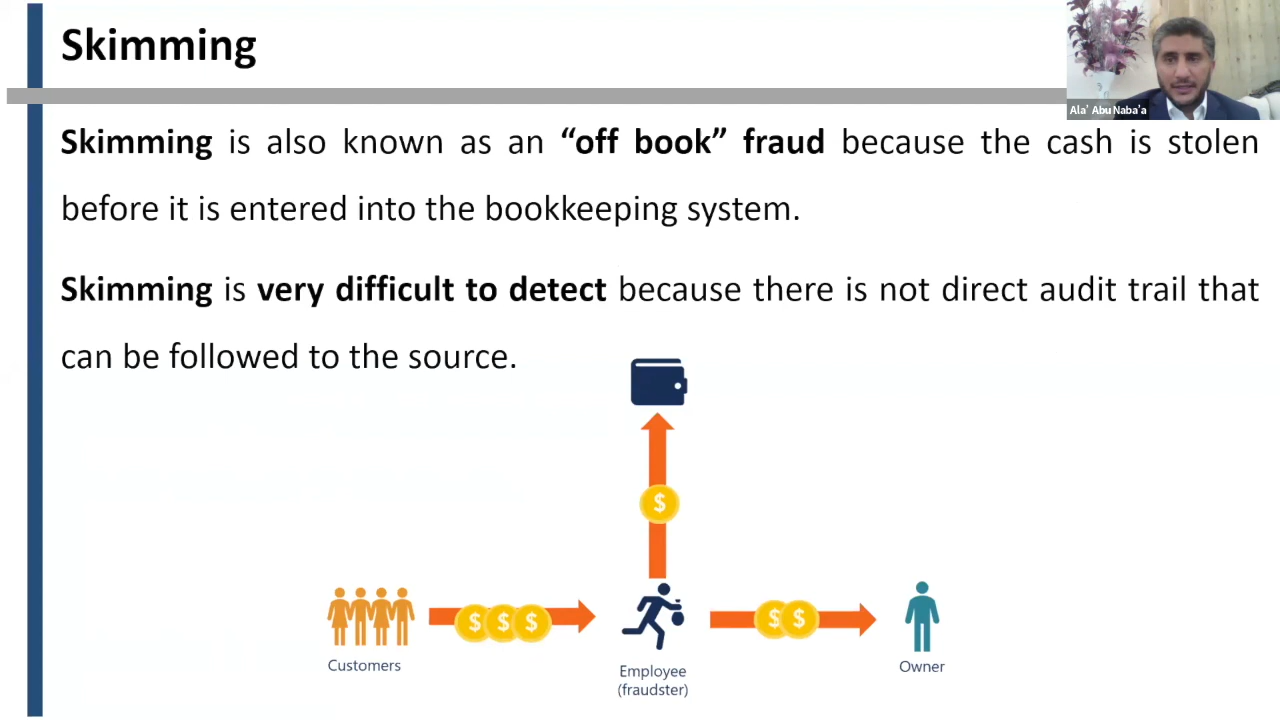 Skimming
Ala' Abu Naba'a
Skimming is also known as an “off book” fraud because the cash is stolen
before it is entered into the bookkeeping system.
Skimming is very difficult to detect because there is not direct audit trail that
can be followed to the source.
$
$ $ $
$ $
Customers
Employee
(fraudster)
Owner